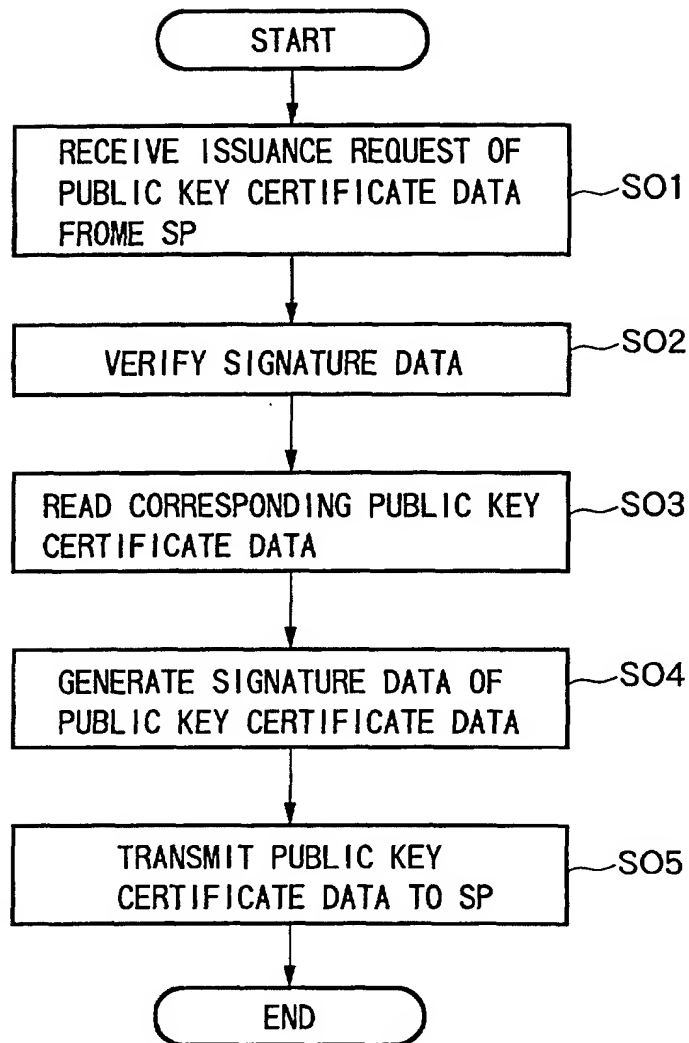 START
RECEIVE ISSUANCE REQUEST OF
PUBLIC KEY CERTIFICATE DATA
FROME SP
SO1
VERIFY SIGNATURE DATA
SO2
READ CORRESPONDING PUBLIC KEY
CERTIFICATE DATA
SO3
GENERATE SIGNATURE DATA OF
PUBLIC KEY CERTIFICATE DATA
SO4
TRANSMIT PUBLIC KEY
CERTIFICATE DATA TO SP
SO5
END